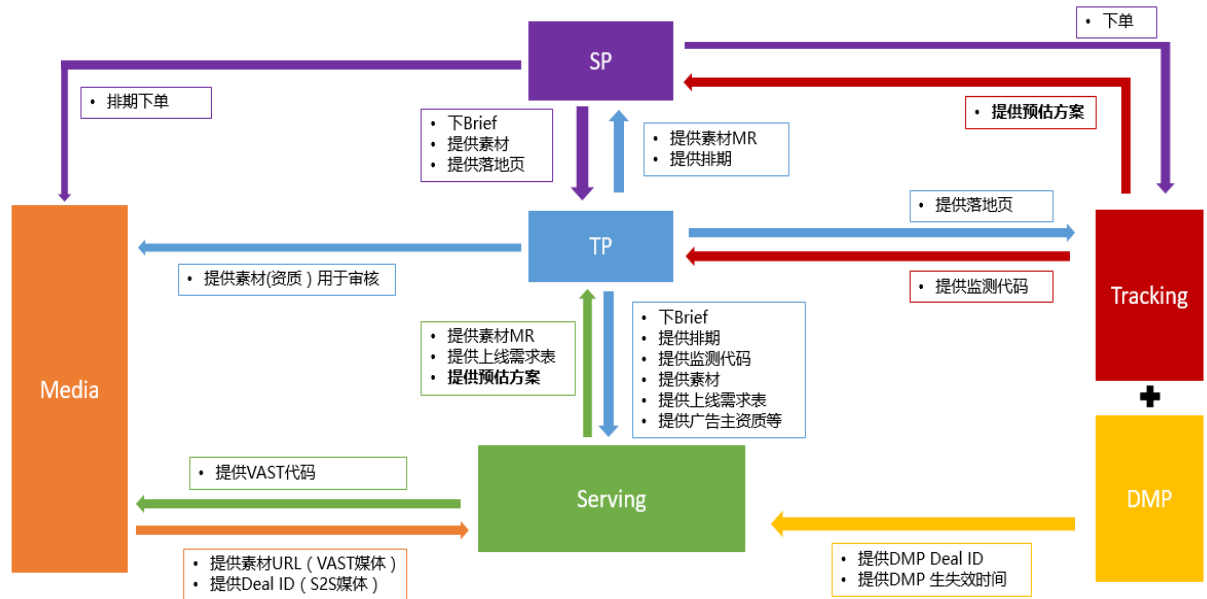 • 下单
SP
• 排期下单
• 提供预估方案
• 下Brief
• 提供素材
• 提供落地页
• 提供素材MR
• 提供排期
• 提供落地页
TP
• 提供素材(资质）用于审核
• 提供监测代码
Tracking
• 下Brief
• 提供排期
• 提供监测代码
• 提供素材
• 提供上线需求表
• 提供广告主资质等
• 提供素材MR
• 提供上线需求表
• 提供预估方案
Media
• 提供VAST代码
Serving
DMP
• 提供素材URL（VAST媒体）
• 提供Deal ID（S2S媒体）
• 提供DMP Deal ID
• 提供DMP 生失效时间